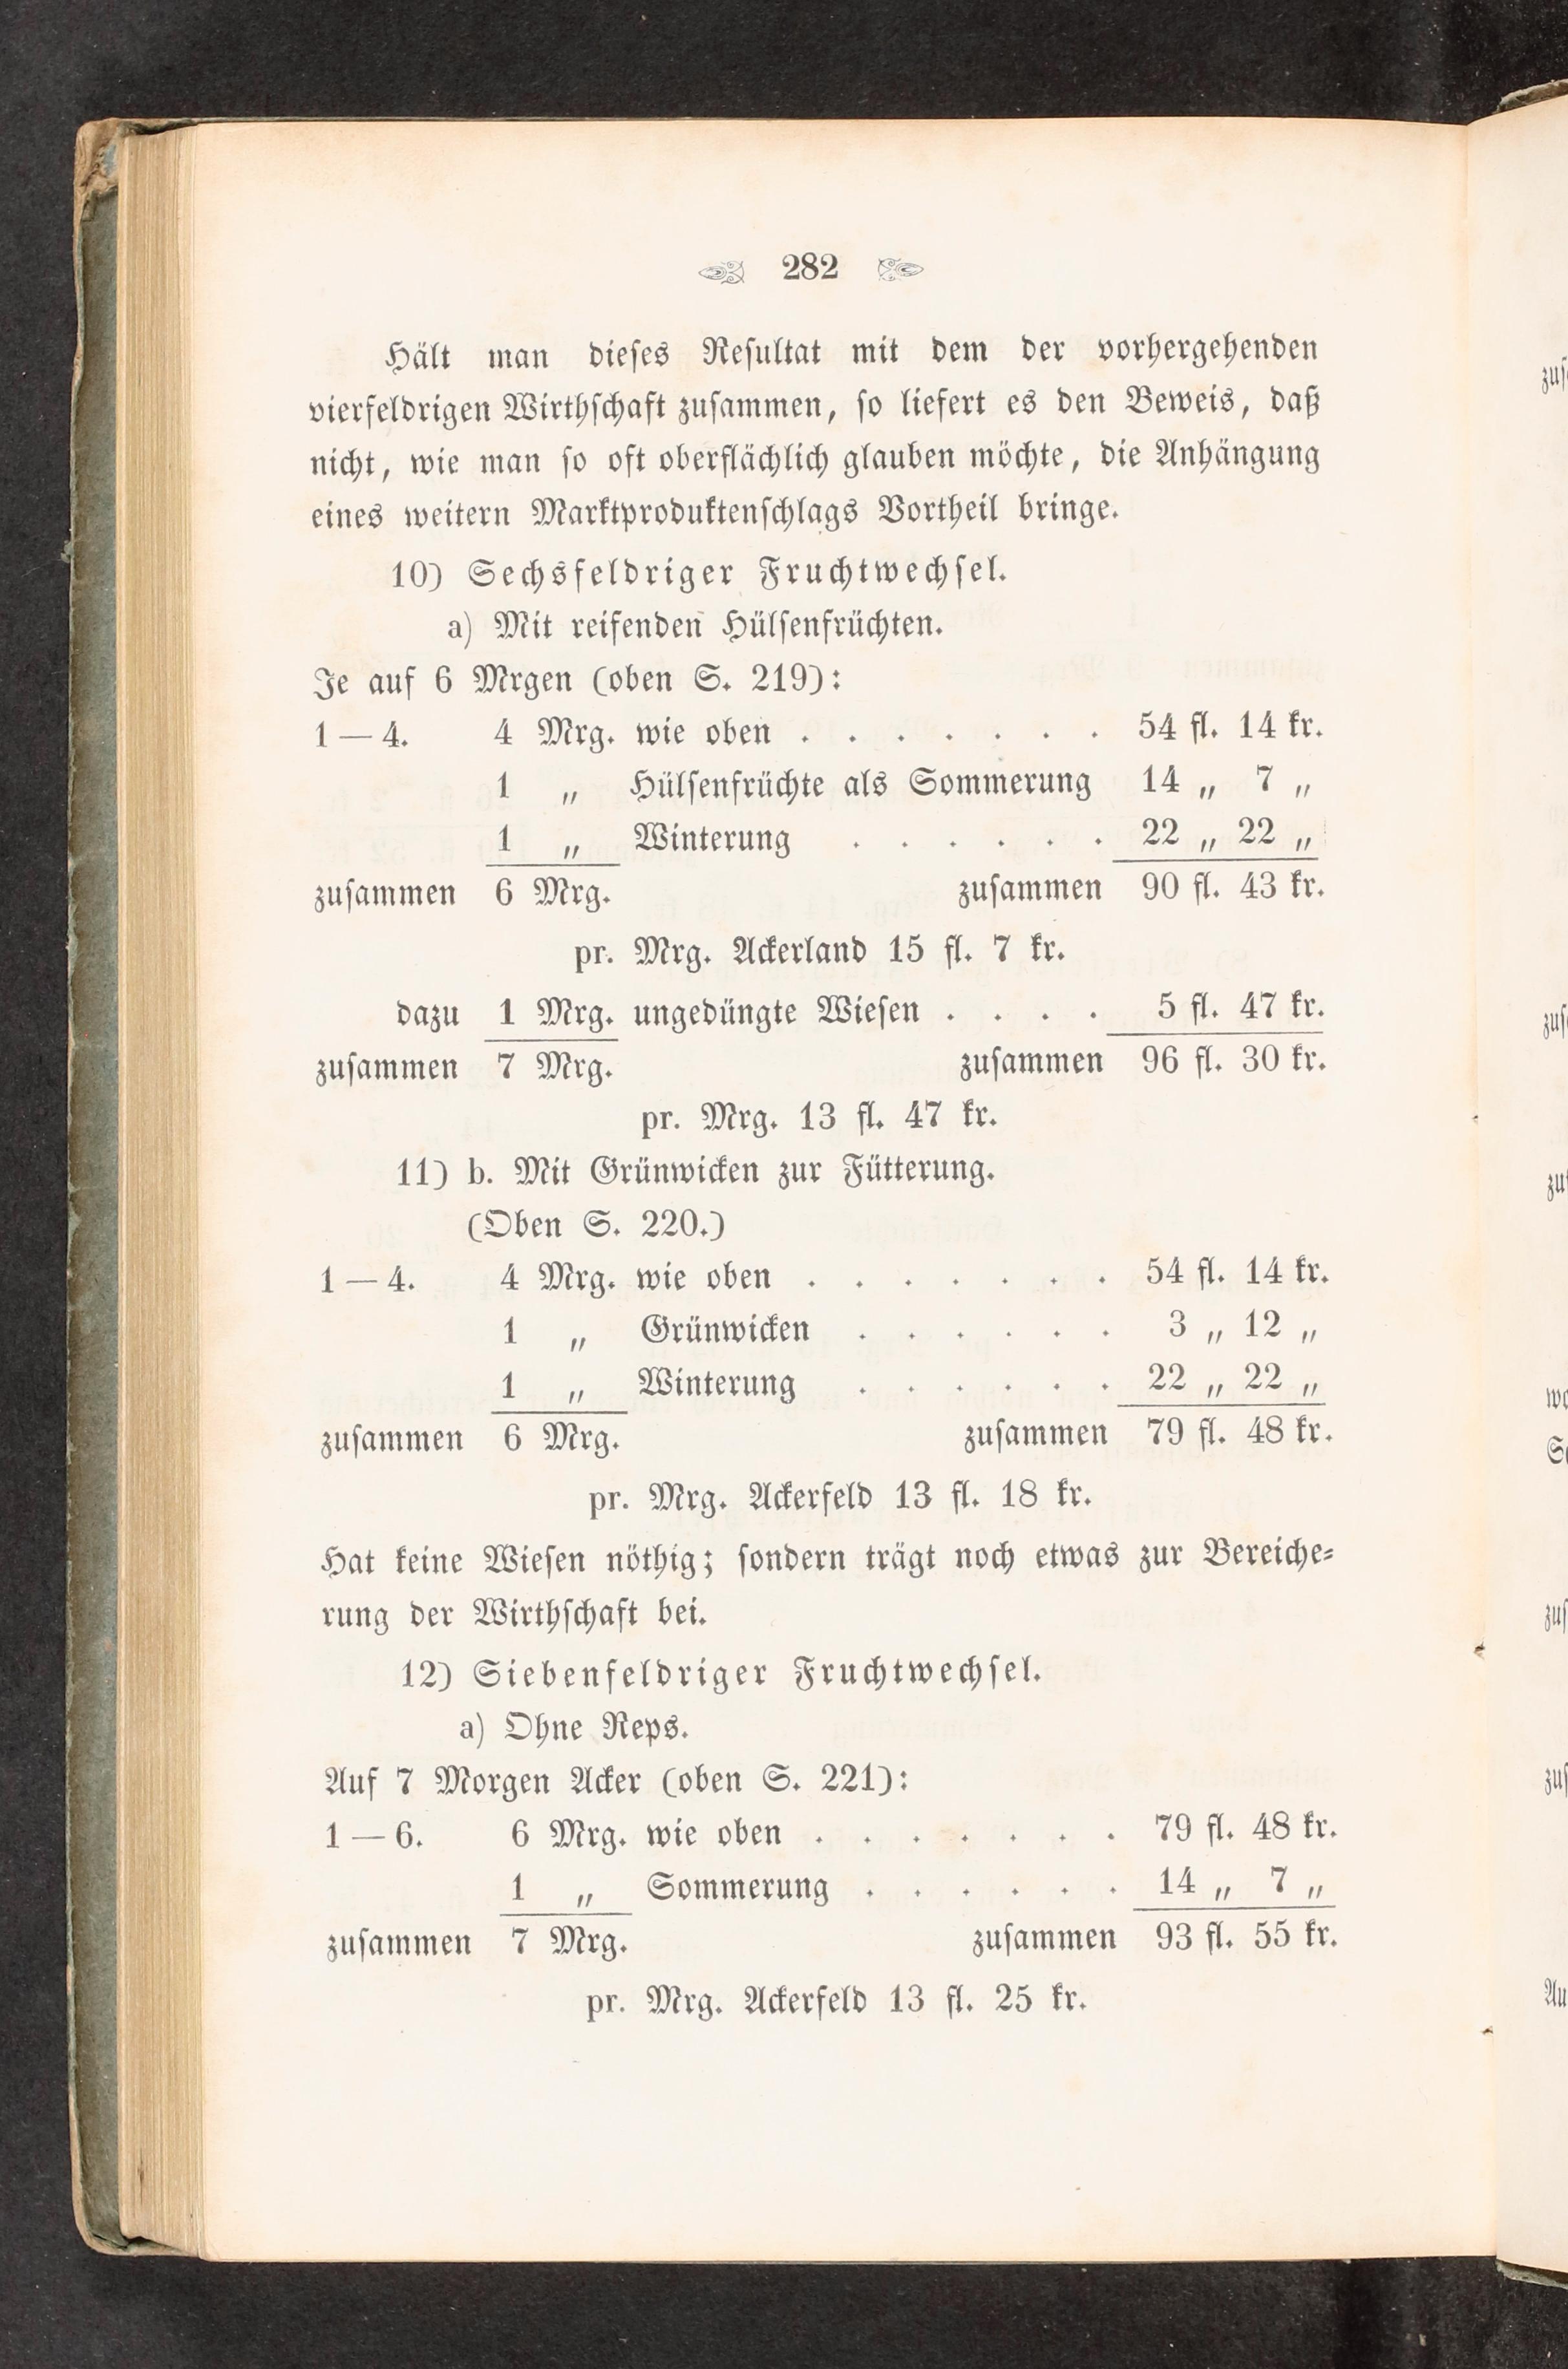 282
Hält man dieses Resultat mit dem der vorhergehenden
vierfeldrigen Wirthschaft zusammen, so liefert es den Beweis, daß
nicht, wie man so oft oberflächlich glauben möchte, die Anhängung
eines weitern Marktproduktenschlags Vortheil bringe.
10) Sechsfeldriger Fruchtwechsel.
a) Mit reifenden Hülsenfrüchten.
Je auf 6 Mrgen (oben S. 219):
1 — 4. 4 Mrg. wie oben . . . . . . . 54 fl. 14 kr.
1 „ Hülsenfrüchte als Sommerung 14 „ 7 „
1 „ Winterung . . . . . . 22 „ 22 „
zusammen 6 Mrg. zusammen 90 fl. 43 kr.
pr. Mrg. Ackerland 15 fl. 7 kr.
dazu 1 Mrg. ungedüngte Wiesen . . . . 5 fl. 47 kr.
zusammen 7 Mrg. zusammen 96 fl. 30 kr.
pr. Mrg. 13 fl. 47 kr.
11) b. Mit Grünwicken zur Fütterung.
(Oben S. 220.)
1 — 4. 4 Mrg. wie oben . . . . . . . 54 fl. 14 kr.
1 „ Grünwicken . . . . . . 3 „ 12 „
1 „ Winterung . . . . . . 22 „ 22 „
zusammen 6 Mrg. zusammen 79 fl. 48 kr.
pr. Mrg. Ackerfeld 13 fl. 18 kr.
Hat keine Wiesen nöthig; sondern trägt noch etwas zur Bereiche-
rung der Wirthschaft bei.
12) Siebenfeldriger Fruchtwechsel.
a) Ohne Reps.
Auf 7 Morgen Acker (oben S. 221):
1 — 6. 6 Mrg. wie oben . . . . . . . 79 fl. 48 kr.
1 „ Sommerung . . . . . . 14 „ 7 „
zusammen 7 Mrg. zusammen 93 fl. 55 kr.
pr. Mrg. Ackerfeld 13 fl. 25 kr.